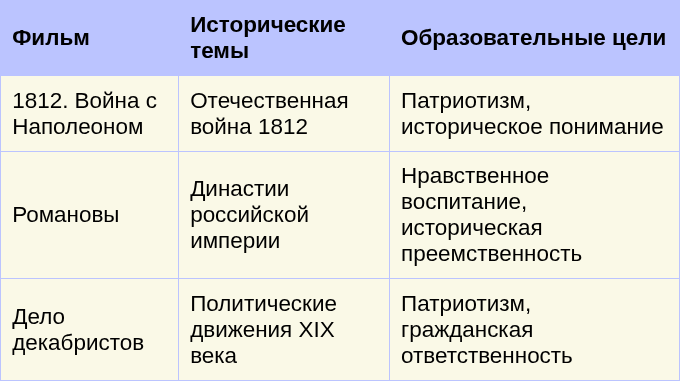 Фильм
Исторические
темы
Образовательные цели
1812. Война с
Наполеоном
Отечественная
война 1812
Патриотизм,
историческое понимание
Романовы
Династии
российской
империи
Нравственное
воспитание,
историческая
преемственность
Дело
декабристов
Политические
движения XIX
века
Патриотизм,
гражданская
ответственность